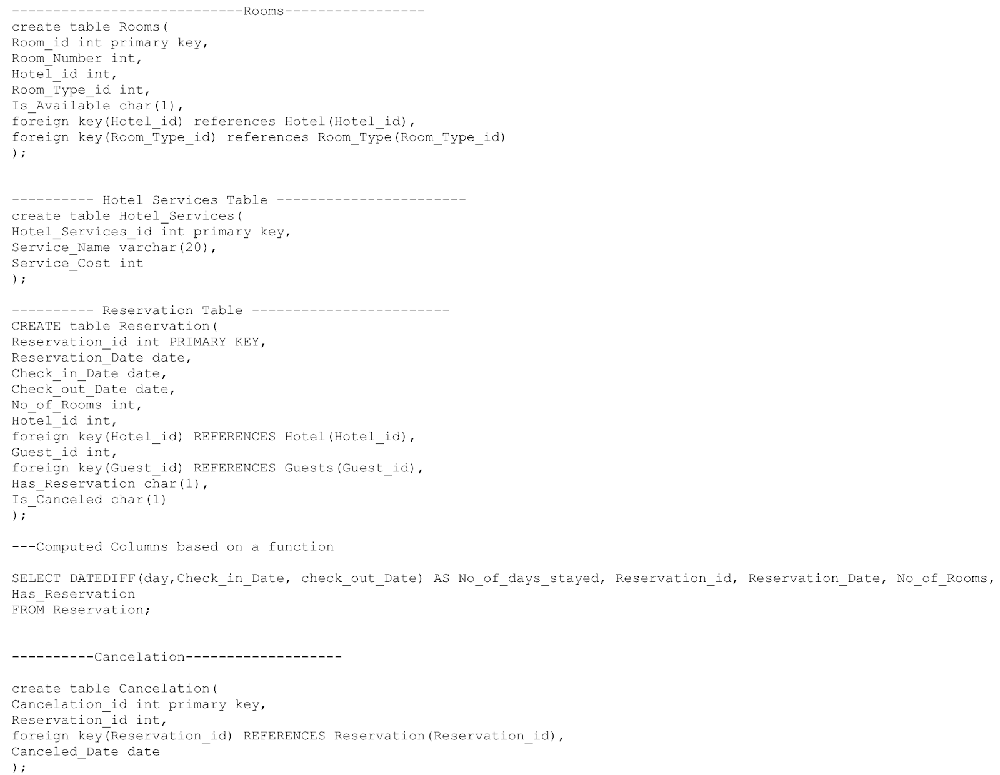 ----------------------------Rooms-----------------
create table Rooms(
Room_id int primary key,
Room_Number int,
Hotel_id int,
Room_Type_id int,
Is_Available char(1),
foreign key(Hotel_id) references Hotel(Hotel_id),
foreign key(Room_Type_id) references Room_Type(Room_Type_id)
);
---------- Hotel Services Table -----------------------
create table Hotel_Services(
Hotel_Services_id int primary key,
Service_Name varchar(20),
Service_Cost int
);
---------- Reservation Table ------------------------
CREATE table Reservation(
Reservation_id int PRIMARY KEY,
Reservation_Date date,
Check_in_Date date,
Check_out_Date date,
No_of_Rooms int,
Hotel_id int,
foreign key(Hotel_id) REFERENCES Hotel(Hotel_id),
Guest_id int,
foreign key(Guest_id) REFERENCES Guests(Guest_id),
Has_Reservation char(1),
Is_Canceled char(1)
);
---Computed Columns based on a function
SELECT DATEDIFF(day,Check_in_Date, check_out_Date) AS No_of_days_stayed, Reservation_id, Reservation_Date, No_of_Rooms,
Has_Reservation
FROM Reservation;
----------Cancelation-------------------
create table Cancelation(
Cancelation_id int primary key,
Reservation_id int,
foreign key(Reservation_id) REFERENCES Reservation(Reservation_id),
Canceled_Date date
);